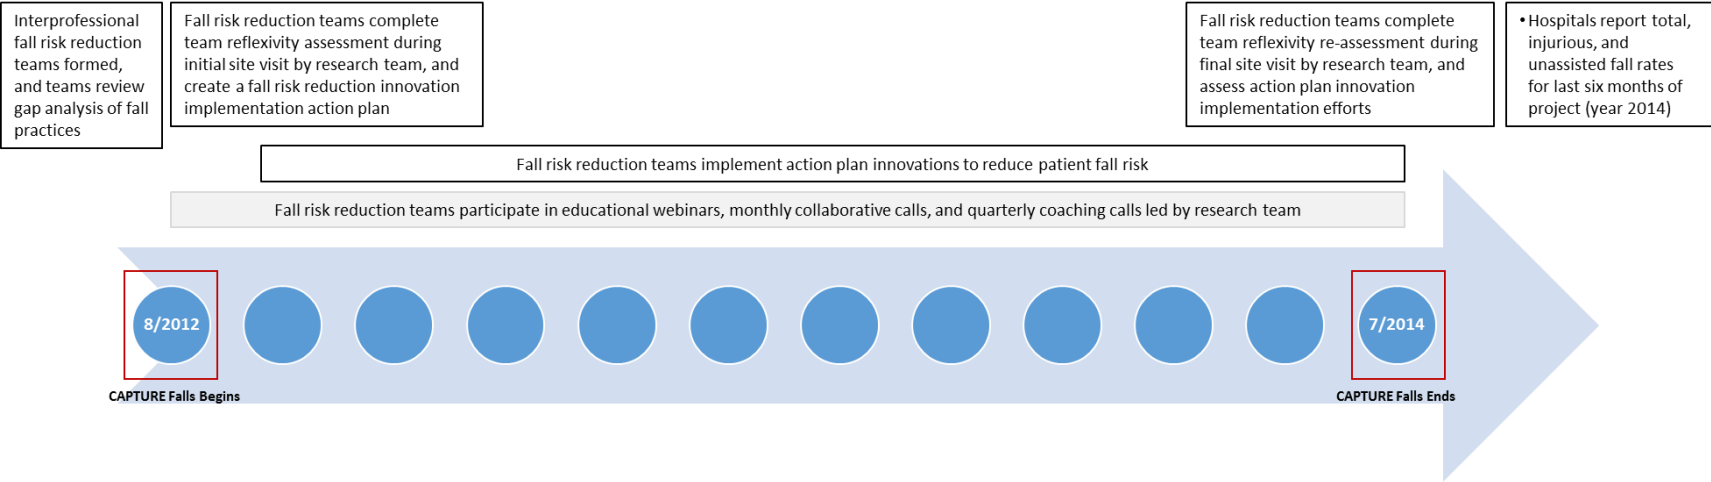 Interprofessional
fall risk reduction
teams formed,
and teams review
gap analysis of fall
practices
Fall risk reduction teams complete
team reflexivity assessment during
initial site visit by research team, and
create a fall risk reduction innovation
implementation action plan
Fall risk reduction teams complete
team reflexivity re-assessment during
final site visit by research team, and
assess action plan innovation
implementation efforts
• Hospitals report total,
injurious, and
unassisted fall rates
for last six months of
project (year 2014)
Fall risk reduction teams implement action plan innovations to reduce patient fall risk
Fall risk reduction teams participate in educational webinars, monthly collaborative calls, and quarterly coaching calls led by research team
8/2012
7/2014
CAPTURE Falls Begins
CAPTURE Falls Ends